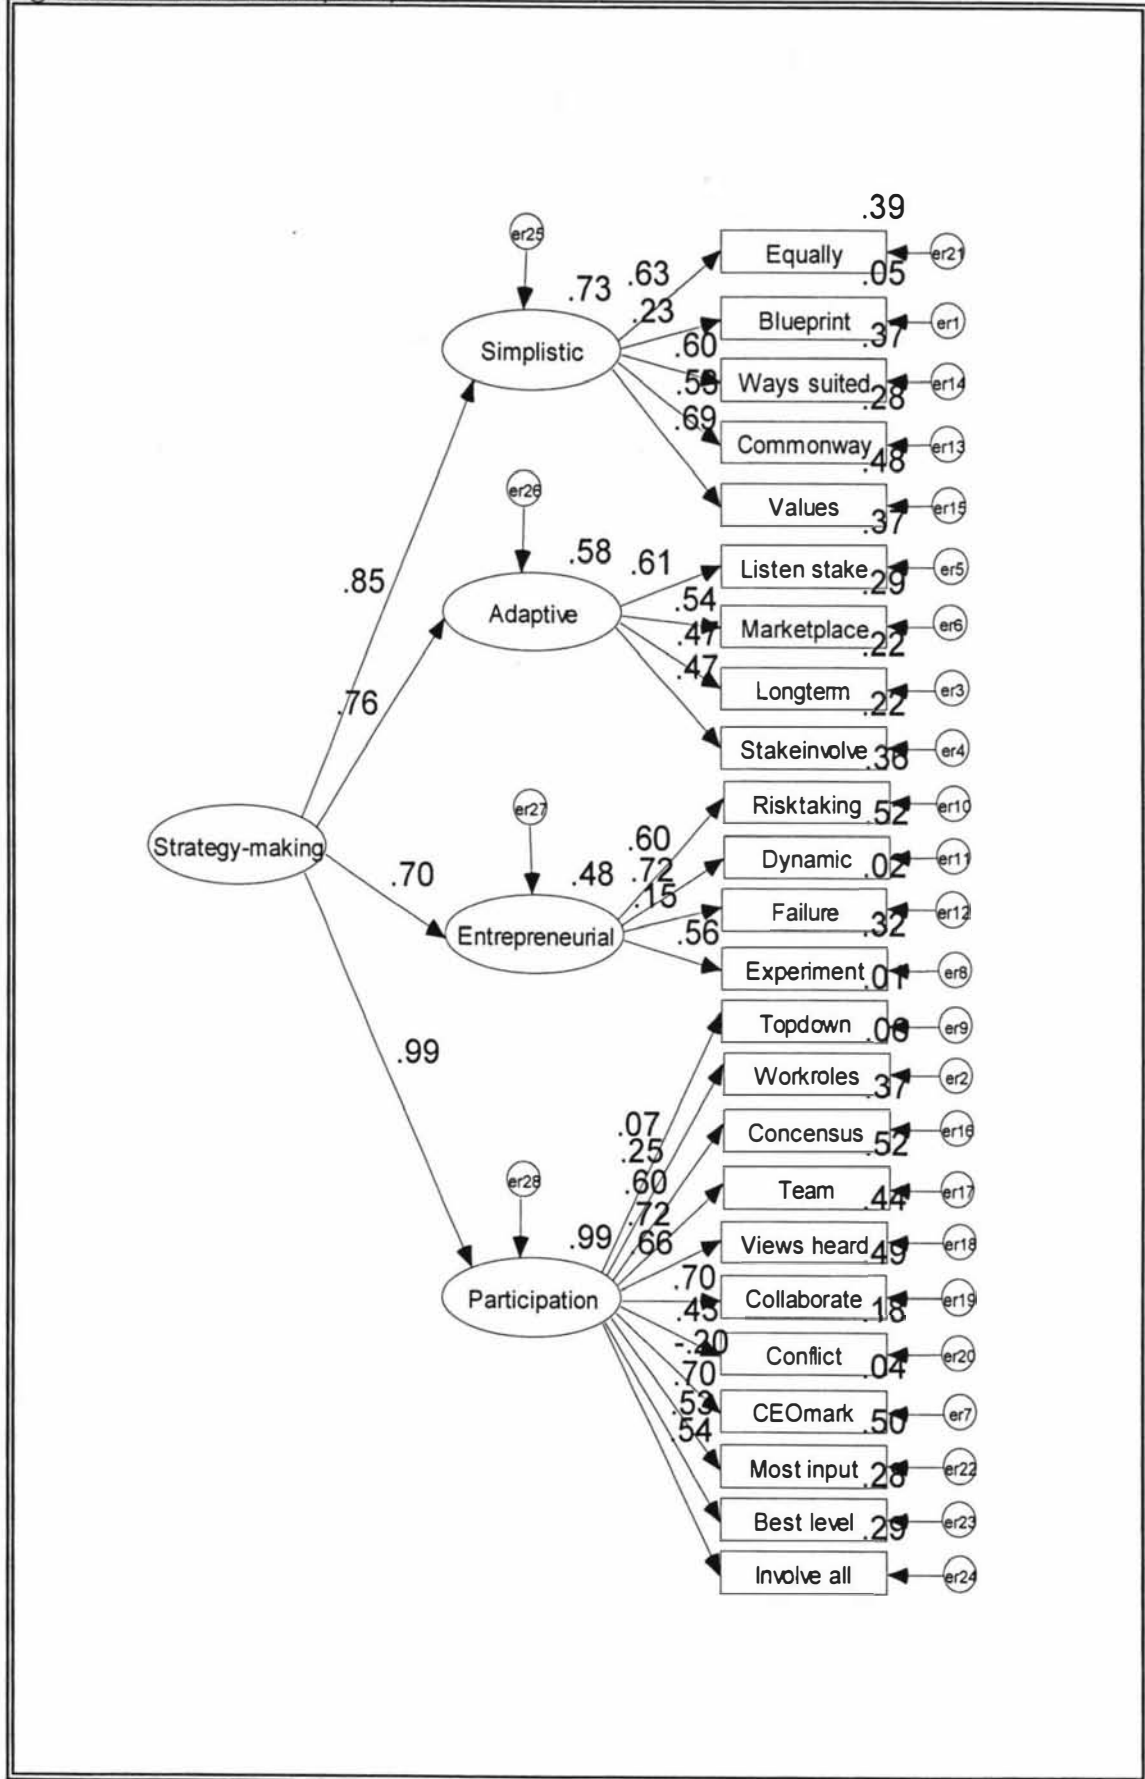 .39
er25
Equally
er21
.63
.05
.73
.23
Blueprint
er1
Simplistic
.60
.37
Ways suited
er14
.28
.69
Commonway
er13
.48
er26
Values
er15
.37
.58
.61
Listen stake
er5
.29
.85
.54
Adaptive
Marketplace
er6
.47
.22
.47
Longterm
er3
.76
.22
Stakeinvolve
er4
.36
er27
Risktaking
er10
.52
Strategy-making
.60
Dynamic
er11
.70
.48
.72
.02
.15
Failure
er12
.32
Entrepreneurial
.56
Experiment
er8
.01
Topdown
er9
.06
.99
Workroles
er2
.37
.07
Concensus
er16
.25
.52
er28
.60
Team
er17
.44
.72
.99
.66
Views heard
er18
.49
.70
Participation
.45
Collaborate
er19
.18
-.20
Conflict
er20
.04
.70
.53
CEOmark
er7
.50
.54
Most input
er22
.28
Best level
er23
.29
Involve all
er24